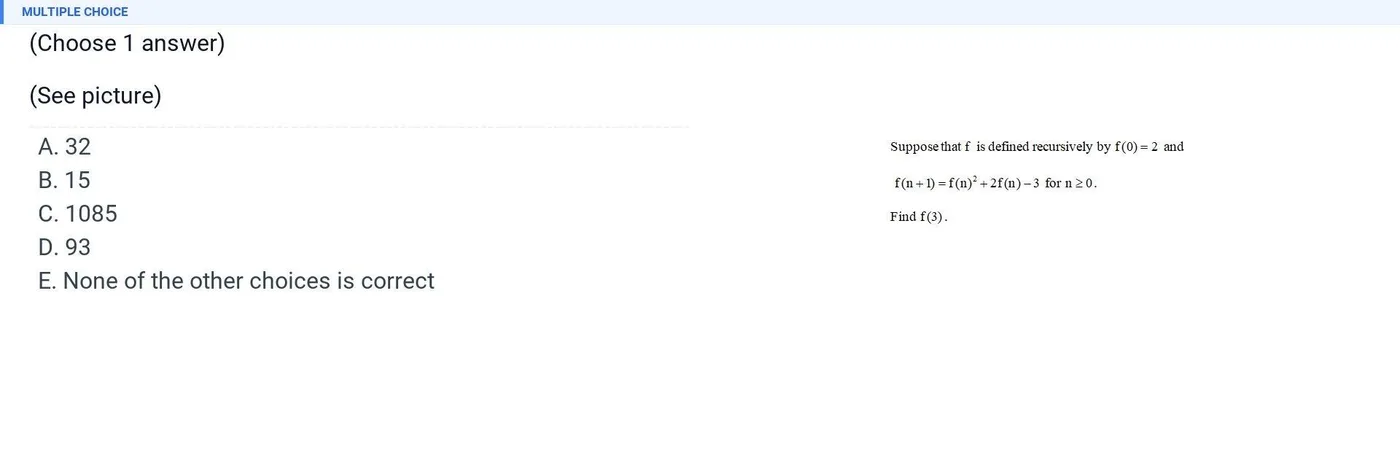 MULTIPLE CHOICE
(Choose 1 answer)
(See picture)
A. 32
B. 15
C. 1085
D. 93
E. None of the other choices is correct
Suppose that f is defined recursively by f(0) = 2 and
f(n+1) = f(n)² + 2f(n) − 3 for n ≥ 0.
Find f(3).